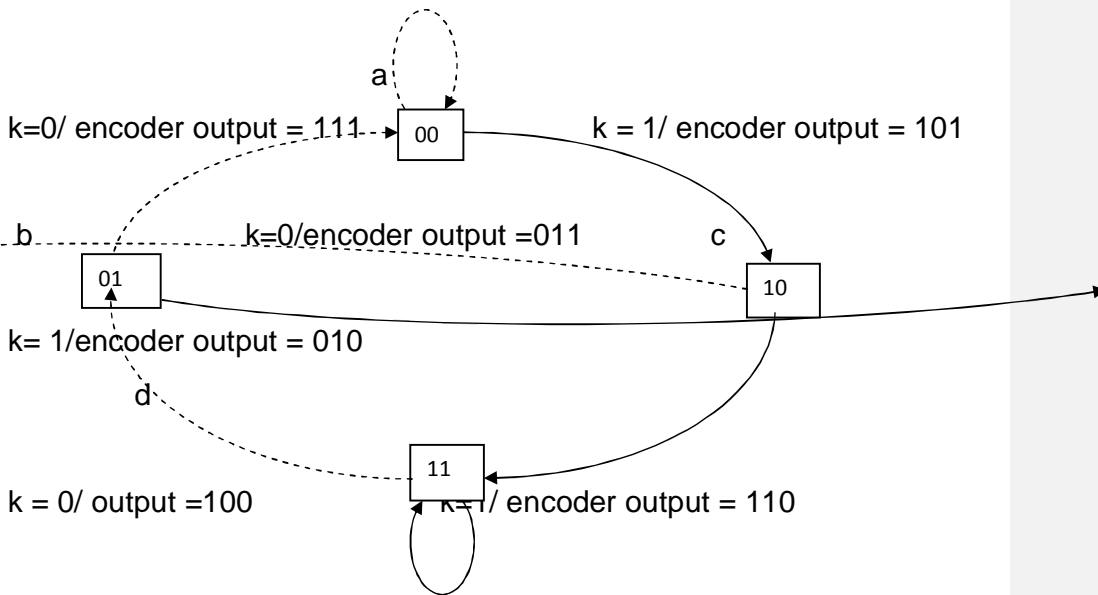 a
k=0/ encoder output = 111
00
k = 1/ encoder output = 101
b
k=0/encoder output =011
c
01
10
k= 1/encoder output = 010
d
11
k = 0/ output =100
k=1/ encoder output = 110